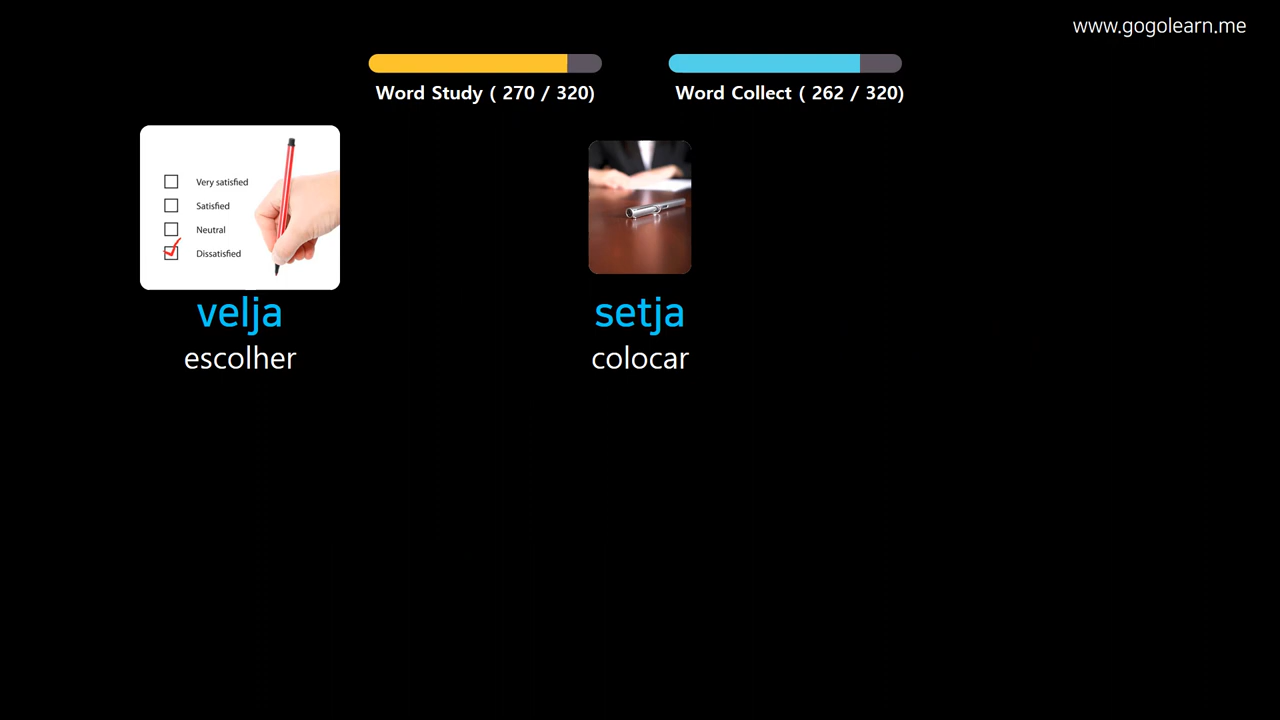 www.gogolearn.me
Word Study ( 270 / 320)
Word Collect ( 262 / 320)
Very satisfied
Satisfied
Neutral
Dissatisfied
velja
setja
escolher
colocar